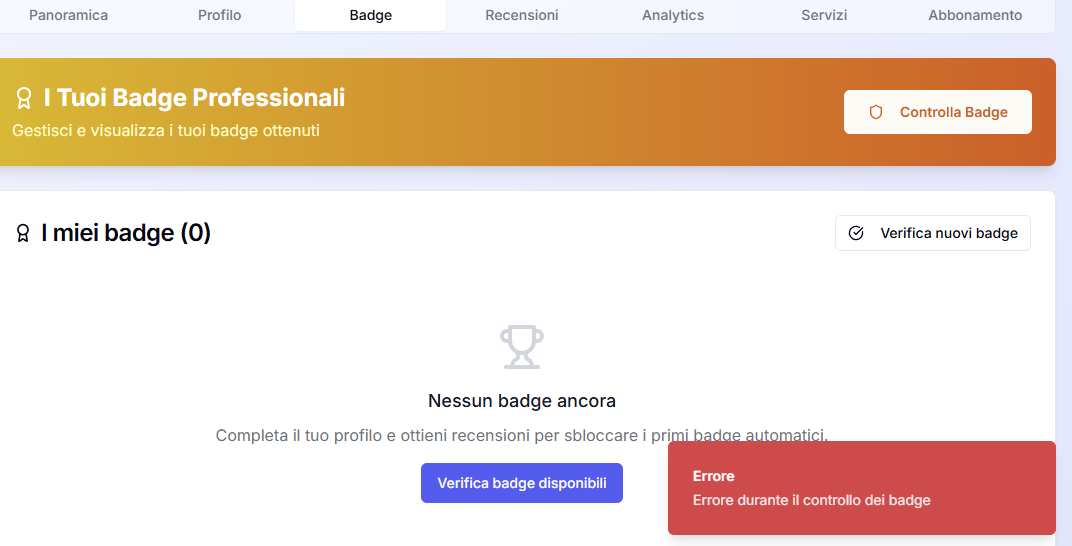 Panoramica Profilo Badge Recensioni Analytics Servizi Abbonamento
I Tuoi Badge Professionali
Gestisci e visualizza i tuoi badge ottenuti
Controlla Badge
I miei badge (0)
Verifica nuovi badge
Nessun badge ancora
Completa il tuo profilo e ottieni recensioni per sbloccare i primi badge automatici.
Verifica badge disponibili
Errore
Errore durante il controllo dei badge